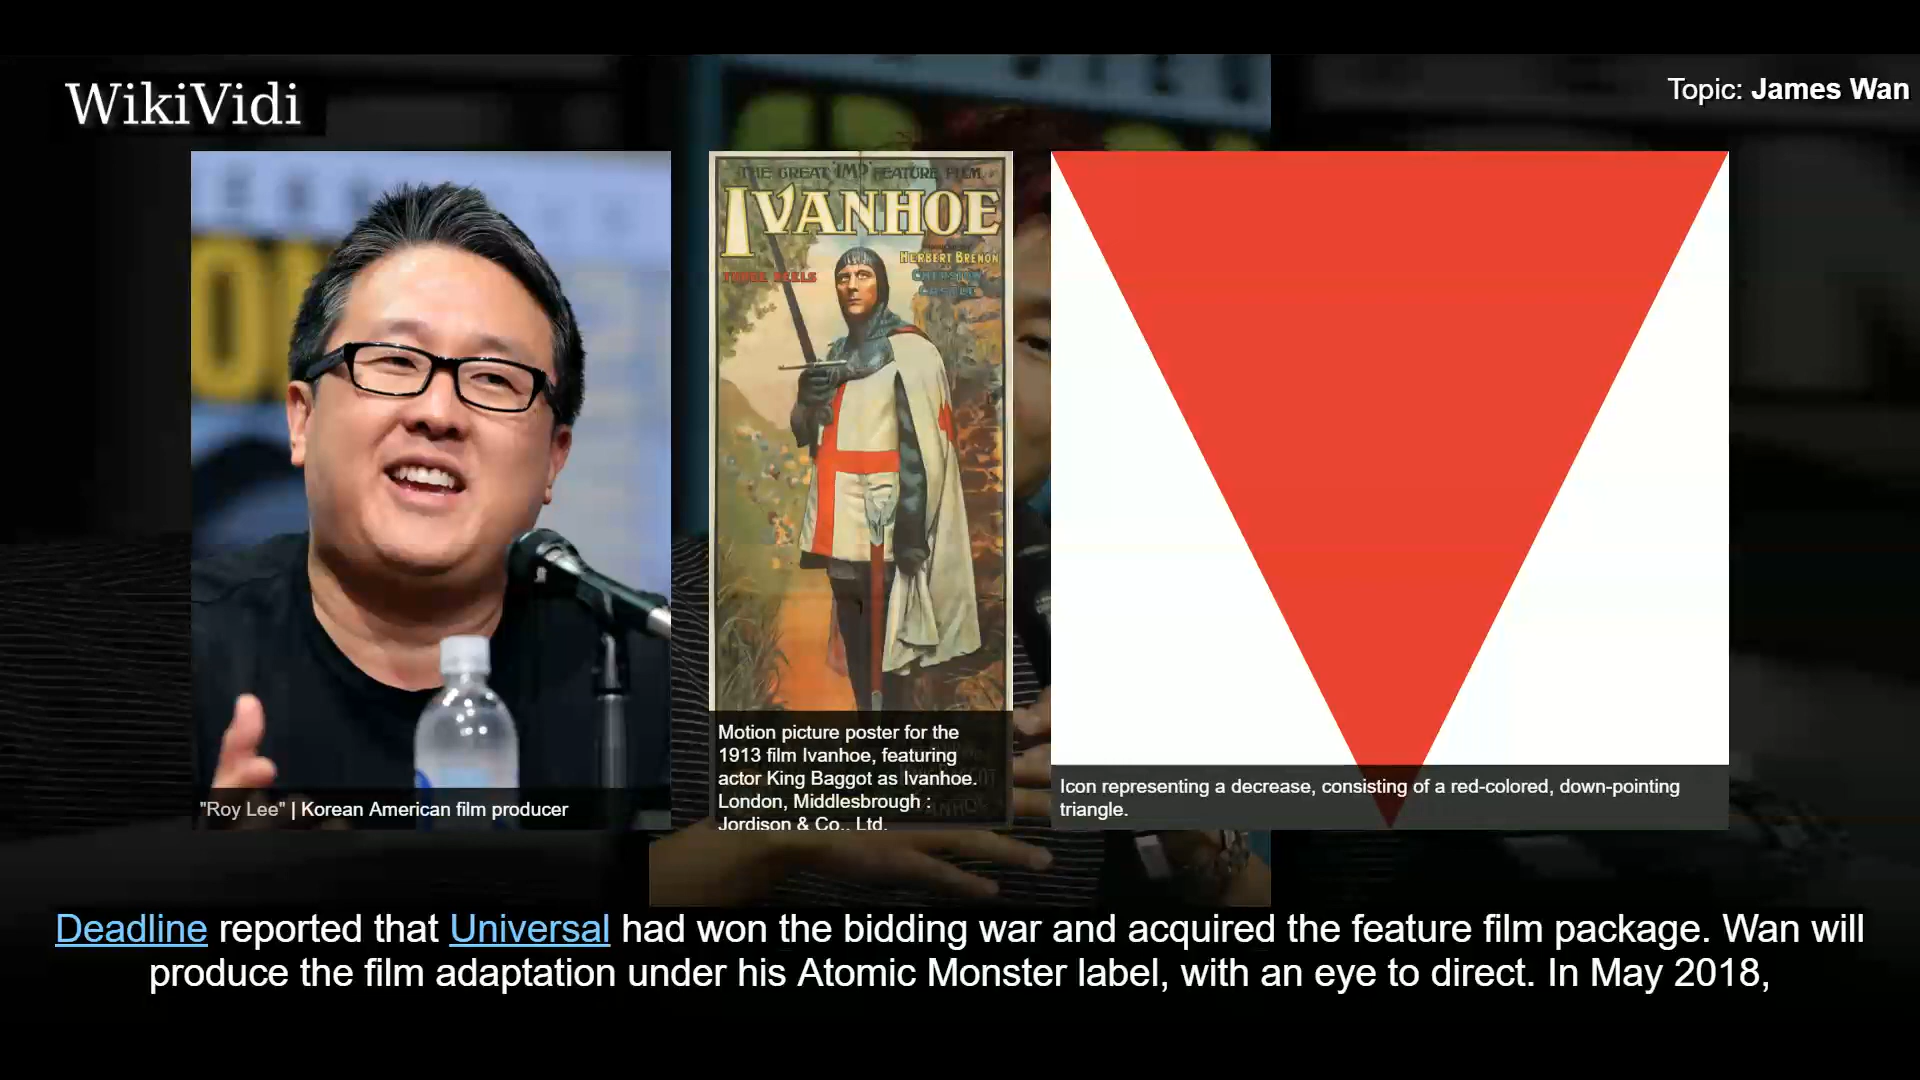 WikiVidi
Topic: James Wan
THE GREAT 'IMP' FEATURE FILM
IVANHOE
HERBERT BRENON
THREE REELS
CHEPSTOW
CASTLE
"Roy Lee" | Korean American film producer
Motion picture poster for the
1913 film Ivanhoe, featuring
actor King Baggot as Ivanhoe.
London, Middlesbrough :
Jordison & Co., Ltd.
Icon representing a decrease, consisting of a red-colored, down-pointing
triangle.
Deadline reported that Universal had won the bidding war and acquired the feature film package. Wan will
produce the film adaptation under his Atomic Monster label, with an eye to direct. In May 2018,